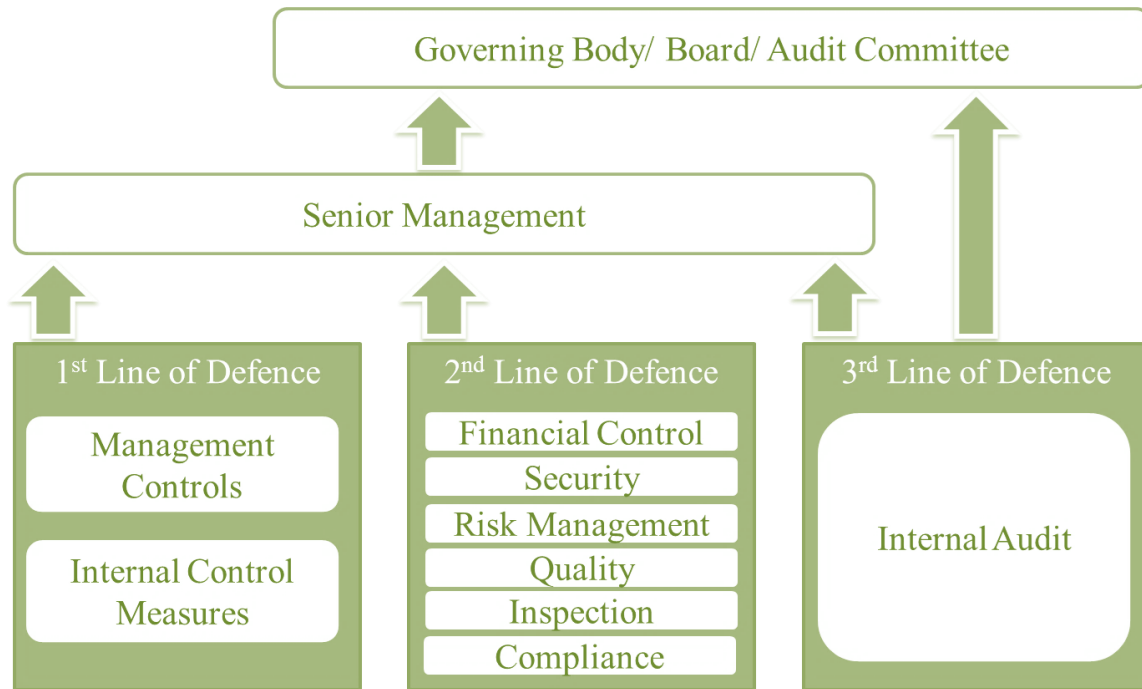 Governing Body/ Board/ Audit Committee
Senior Management
1st Line of Defence
Management
Controls
Internal Control
Measures
2nd Line of Defence
Financial Control
Security
Risk Management
Quality
Inspection
Compliance
3rd Line of Defence
Internal Audit